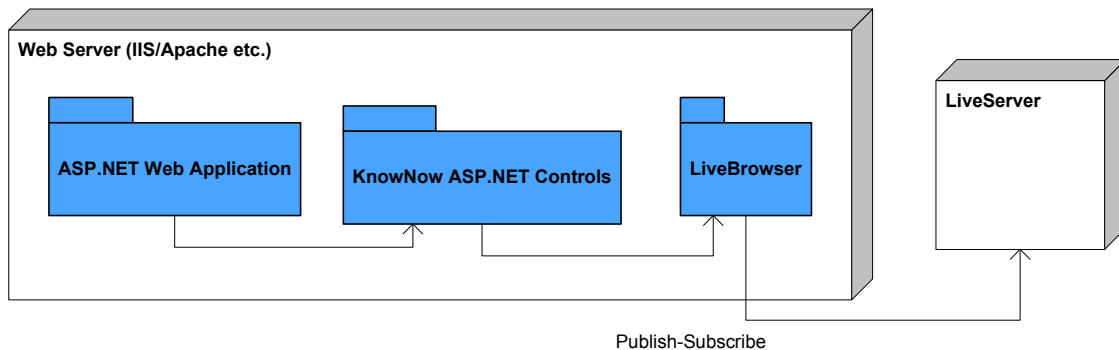 Web Server (IIS/Apache etc.)
LiveServer
ASP.NET Web Application
KnowNow ASP.NET Controls
LiveBrowser
Publish-Subscribe